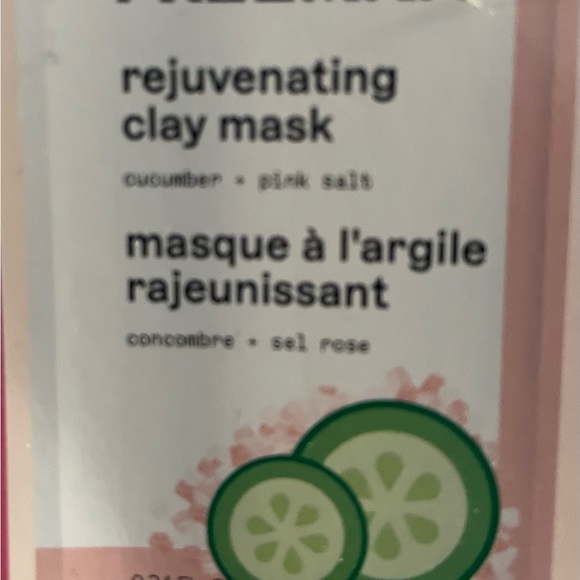 rejuvenating
clay mask
cucumber + pink salt
masque à l'argile
rajeunissant
concombre + sel rose